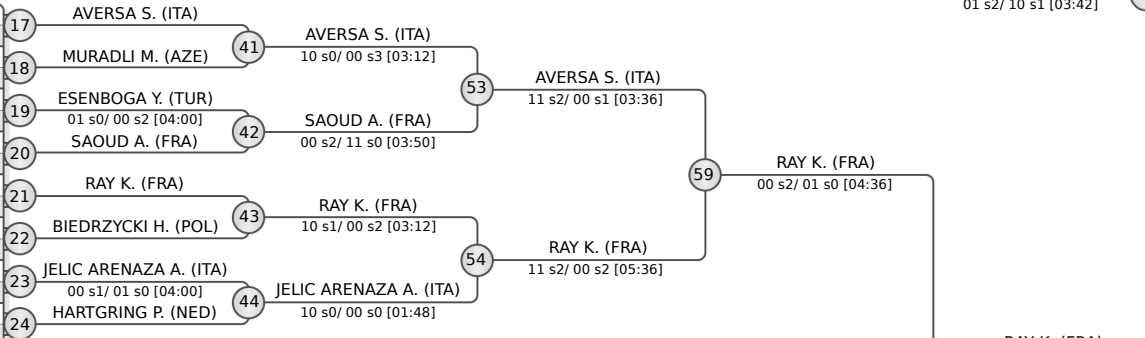 01 s2/ 10 s1 [03:42]
17
AVERSA S. (ITA)
18
MURADLI M. (AZE)
41
AVERSA S. (ITA)
10 s0/ 00 s3 [03:12]
19
ESENBOGA Y. (TUR)
01 s0/ 00 s2 [04:00]
20
SAOUD A. (FRA)
42
SAOUD A. (FRA)
00 s2/ 11 s0 [03:50]
53
AVERSA S. (ITA)
11 s2/ 00 s1 [03:36]
21
RAY K. (FRA)
22
BIEDRZYCKI H. (POL)
43
RAY K. (FRA)
10 s1/ 00 s2 [03:12]
23
JELIC ARENAZA A. (ITA)
00 s1/ 01 s0 [04:00]
24
HARTGRING P. (NED)
44
JELIC ARENAZA A. (ITA)
10 s0/ 00 s0 [01:48]
54
RAY K. (FRA)
11 s2/ 00 s2 [05:36]
59
RAY K. (FRA)
00 s2/ 01 s0 [04:36]
RAY K. (FRA)